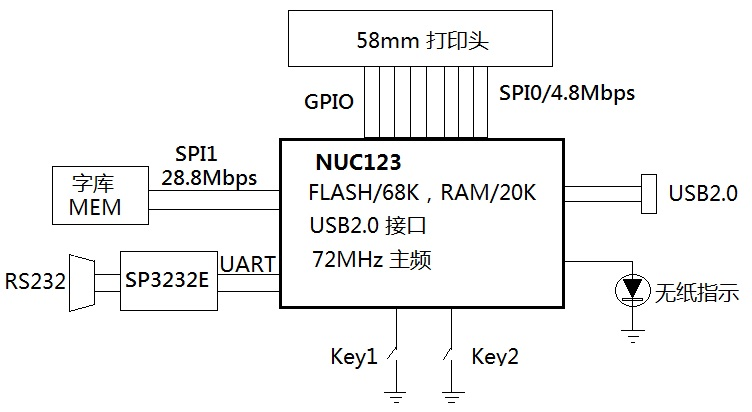 58mm 打印头
GPIO
SPI0/4.8Mbps
SPI1
28.8Mbps
NUC123
FLASH/68K，RAM/20K
USB2.0 接口
72MHz 主频
字库
MEM
USB2.0
RS232
SP3232E
UART
无纸指示
Key1
Key2